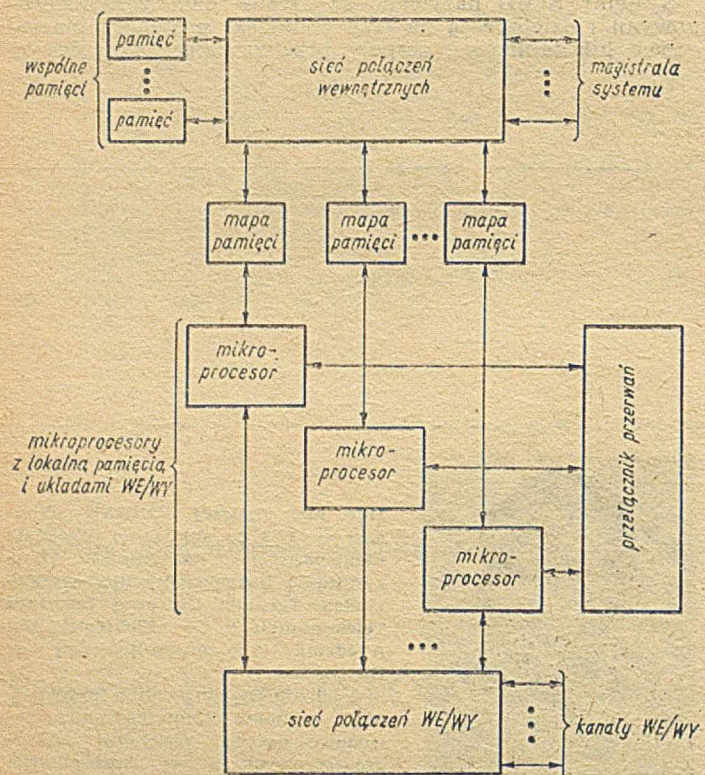 pamięć
wspólne
pamięci
pamięć
sieć połączeń
wewnętrznych
magistrala
systemu
mapa
pamięci
mapa
pamięci
mapa
pamięci
mikro-
procesor
mikroprocesory
z lokalną pamięcią
i układami WE/WY
mikro-
procesor
mikro-
procesor
przełącznik przerwań
sieć połączeń WE/WY
kanały WE/WY